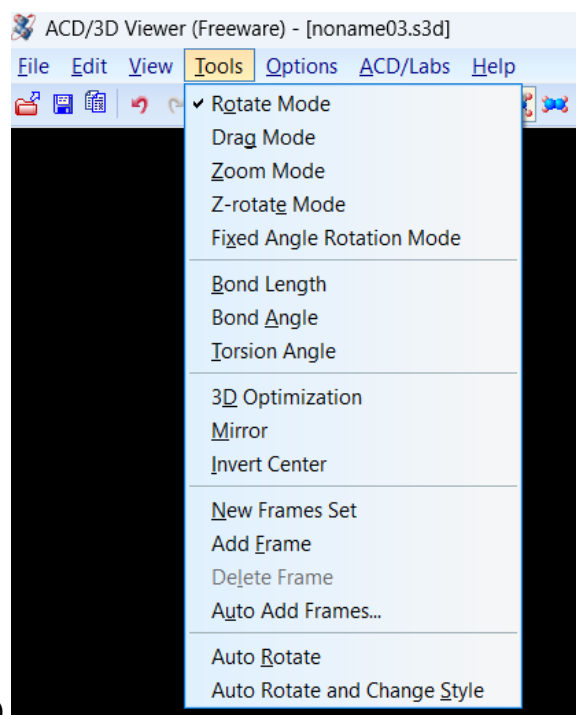 ACD/3D Viewer (Freeware) - [noname03.s3d]
File Edit View Tools Options ACD/Labs Help
Rotate Mode
Drag Mode
Zoom Mode
Z-rotate Mode
Fixed Angle Rotation Mode
Bond Length
Bond Angle
Torsion Angle
3D Optimization
Mirror
Invert Center
New Frames Set
Add Frame
Delete Frame
Auto Add Frames...
Auto Rotate
Auto Rotate and Change Style
)